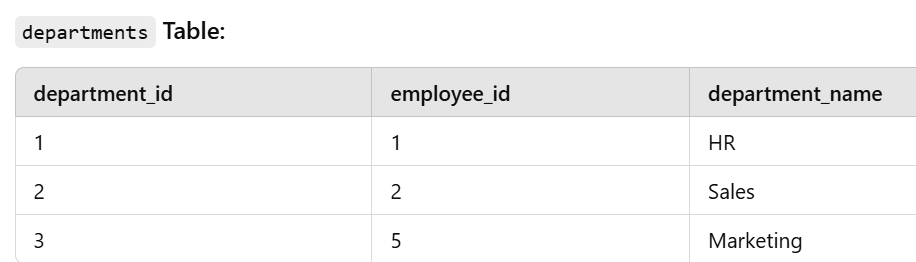 departments Table:
department_id employee_id department_name
1 1 HR
2 2 Sales
3 5 Marketing